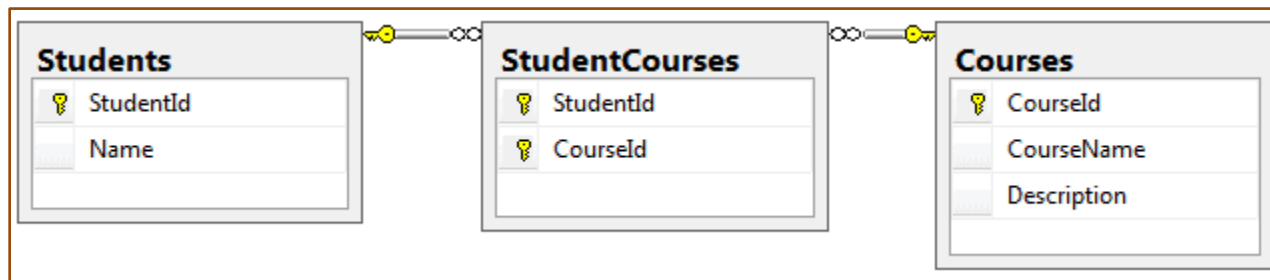 Students
StudentId
Name
StudentCourses
StudentId
CourseId
Courses
CourseId
CourseName
Description